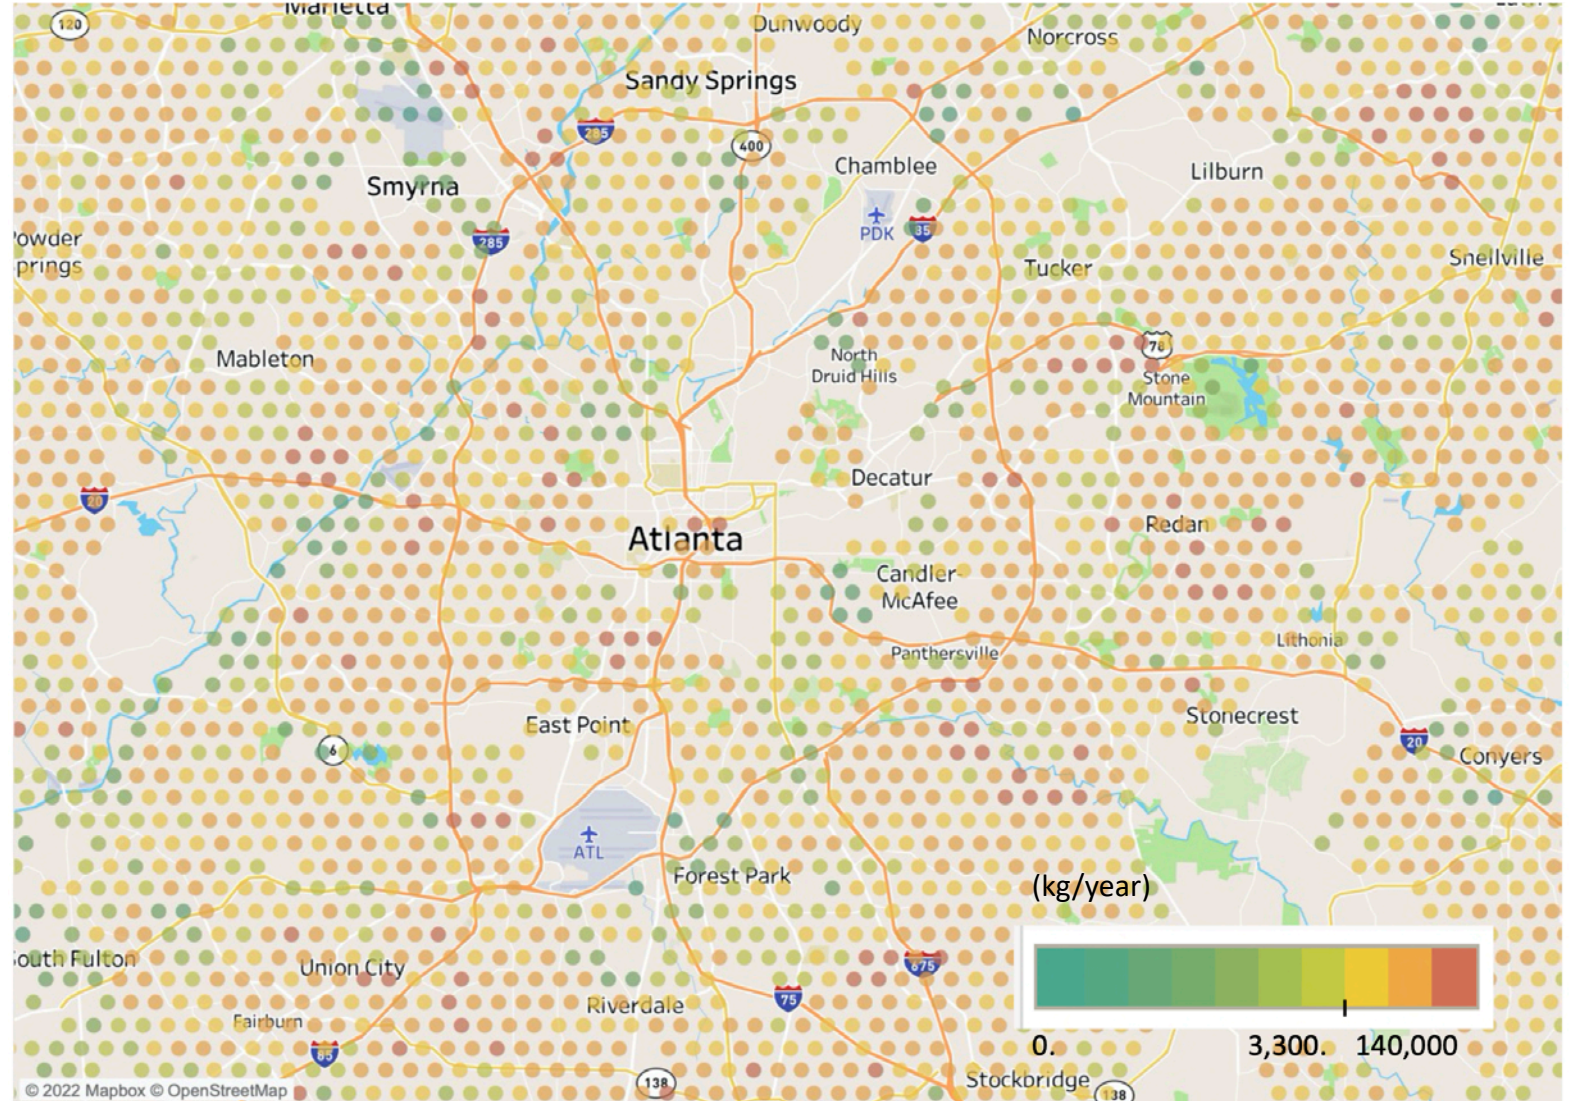 Marietta
120
Dunwoody
Norcross
Sandy Springs
285
400
Chamblee
Lilburn
Smyrna
PDK
85
285
owder
prings
Snellville
Tucker
78
Mableton
North
Druid Hills
Stone
Mountain
Decatur
20
Redan
Atlanta
Candler-
McAfee
Lithonia
Panthersville
East Point
Stonecrest
6
20
Conyers
ATL
Forest Park
(kg/year)
outh Fulton
Union City
675
75
Riverdale
Fairburn
85
0. 3,300. 140,000
138
Stockbridge
138
© 2022 Mapbox © OpenStreetMap